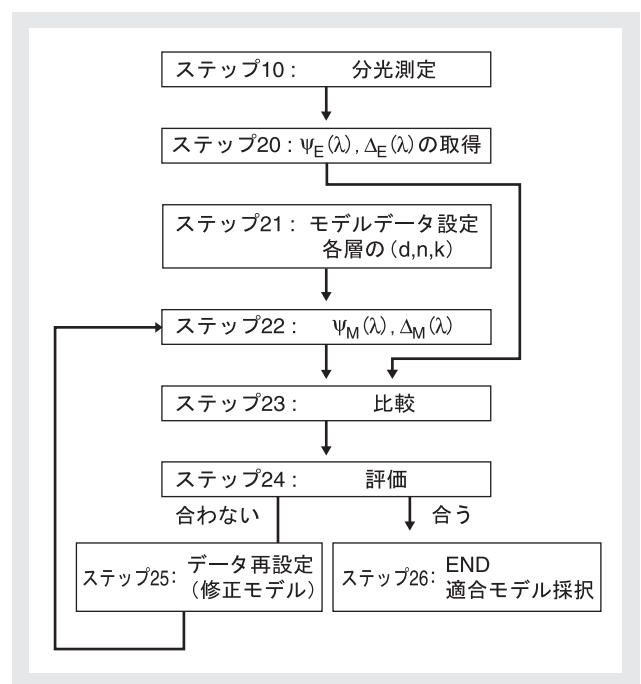 ステップ10： 分光測定
ステップ20：ψE(λ), ΔE(λ)の取得
ステップ21： モデルデータ設定
各層の（d,n,k）
ステップ22： ψM(λ), ΔM(λ)
ステップ23： 比較
ステップ24： 評価
合わない
合う
ステップ25： データ再設定
（修正モデル）
ステップ26： END
適合モデル採択